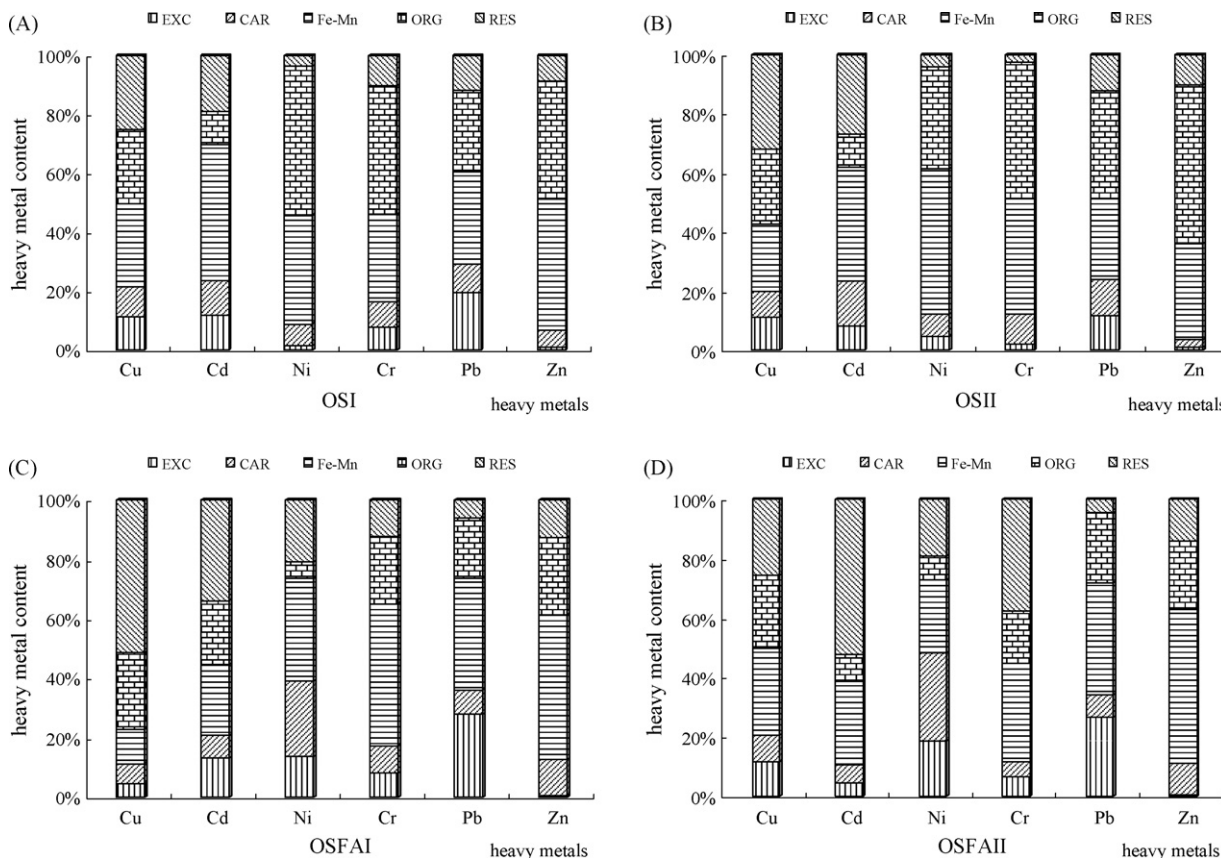 (A)
EXC CAR Fe-Mn ORG RES
heavy metal content
100%
80%
60%
40%
20%
0%
Cu Cd Ni Cr Pb Zn
OSI heavy metals
(B)
EXC CAR Fe-Mn ORG RES
heavy metal content
100%
80%
60%
40%
20%
0%
Cu Cd Ni Cr Pb Zn
OSII heavy metals
(C)
EXC CAR Fe-Mn ORG RES
heavy metal content
100%
80%
60%
40%
20%
0%
Cu Cd Ni Cr Pb Zn
OSFAI heavy metals
(D)
EXC CAR Fe-Mn ORG RES
heavy metal content
100%
80%
60%
40%
20%
0%
Cu Cd Ni Cr Pb Zn
OSFAII heavy metals